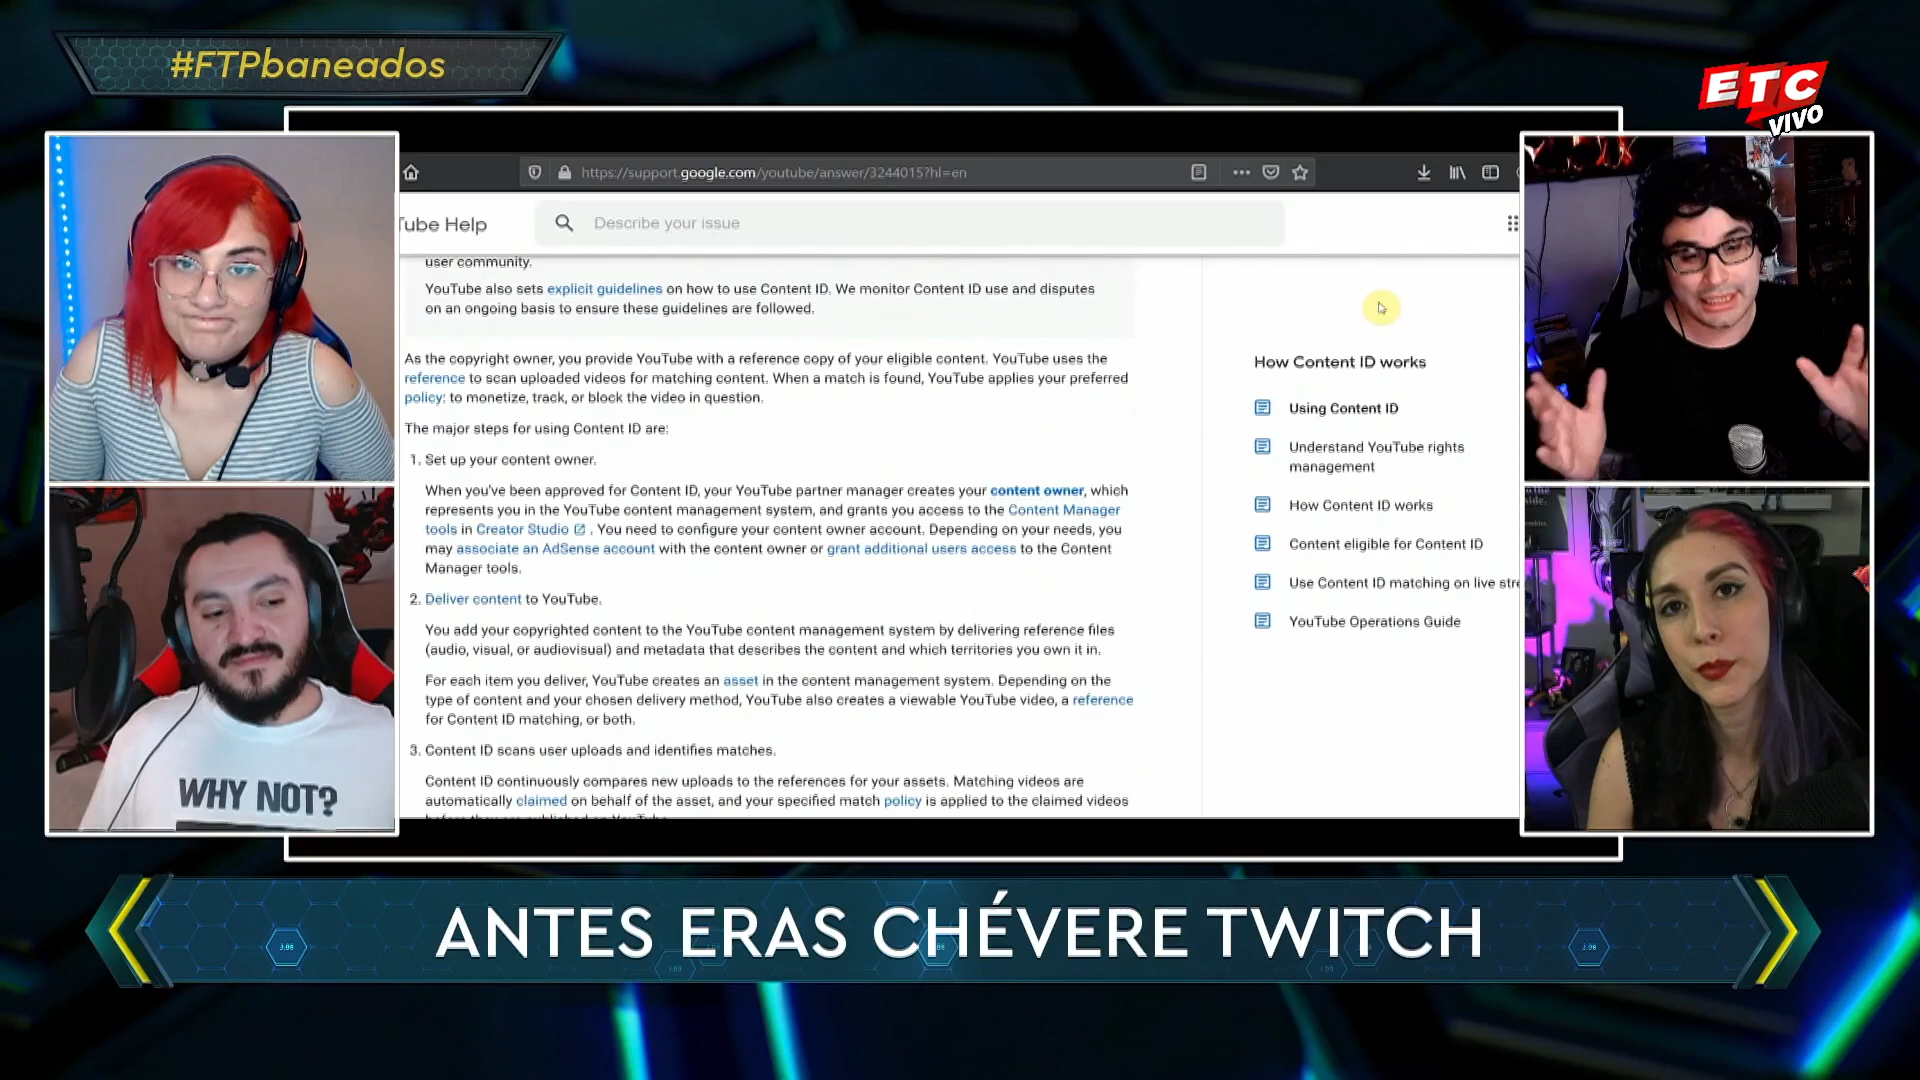 #FTPbaneados
ETC
VIVO
https://support.google.com/youtube/answer/3244015?hl=en
Tube Help
Describe your issue
user community.
YouTube also sets explicit guidelines on how to use Content ID. We monitor Content ID use and disputes
on an ongoing basis to ensure these guidelines are followed.
As the copyright owner, you provide YouTube with a reference copy of your eligible content. YouTube uses the
reference to scan uploaded videos for matching content. When a match is found, YouTube applies your preferred
policy: to monetize, track, or block the video in question.
The major steps for using Content ID are:
1. Set up your content owner.
When you've been approved for Content ID, your YouTube partner manager creates your content owner, which
represents you in the YouTube content management system, and grants you access to the Content Manager
tools in Creator Studio . You need to configure your content owner account. Depending on your needs, you
may associate an AdSense account with the content owner or grant additional users access to the Content
Manager tools.
2. Deliver content to YouTube.
You add your copyrighted content to the YouTube content management system by delivering reference files
(audio, visual, or audiovisual) and metadata that describes the content and which territories you own it in.
For each item you deliver, YouTube creates an asset in the content management system. Depending on the
type of content and your chosen delivery method, YouTube also creates a viewable YouTube video, a reference
for Content ID matching, or both.
3. Content ID scans user uploads and identifies matches.
Content ID continuously compares new uploads to the references for your assets. Matching videos are
automatically claimed on behalf of the asset, and your specified match policy is applied to the claimed videos
before they are published on YouTube.
How Content ID works
Using Content ID
Understand YouTube rights
management
How Content ID works
Content eligible for Content ID
Use Content ID matching on live stre
YouTube Operations Guide
WHY NOT?
ANTES ERAS CHÉVERE TWITCH